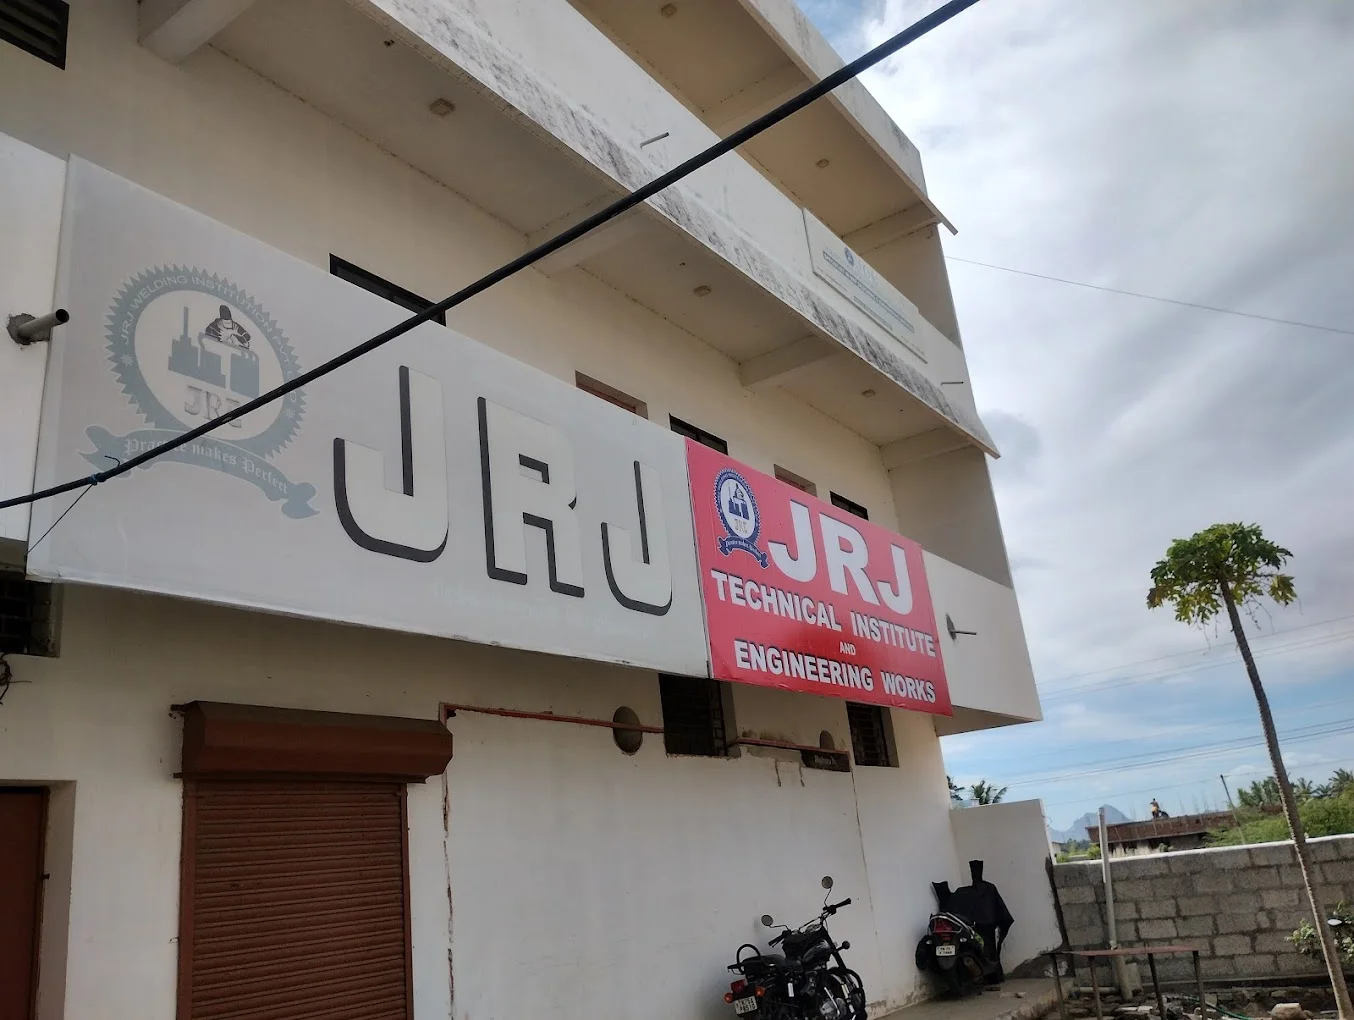 JRJ WELDING INSTITUTE
JRJ
Practice makes Perfect
JRJ
JRJ
TECHNICAL INSTITUTE
AND
ENGINEERING WORKS